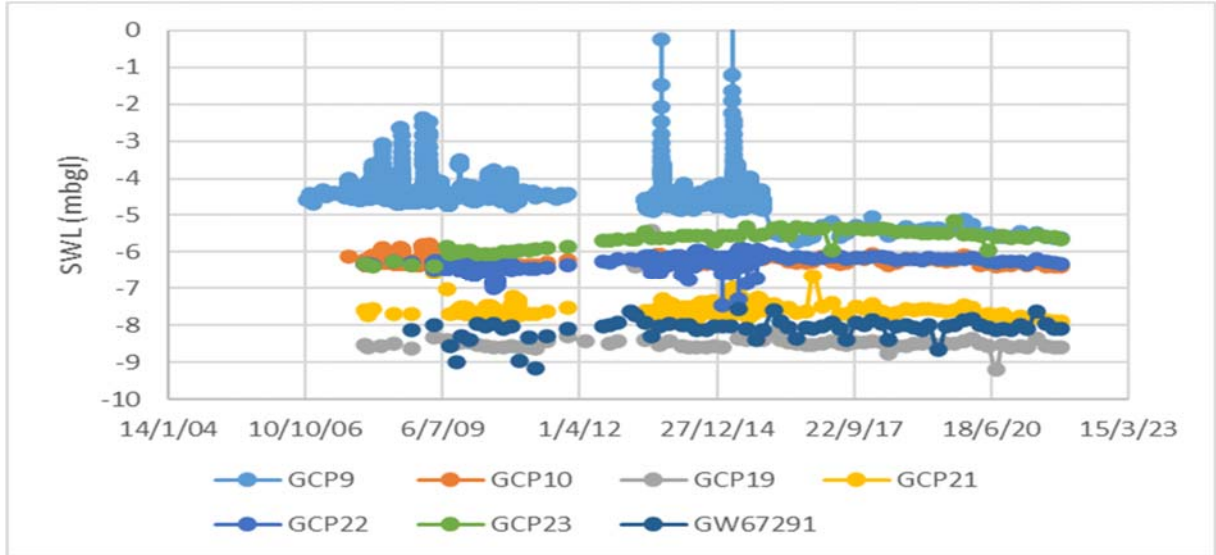 0
-1
-2
-3
-4
-5
-6
-7
-8
-9
-10
SWL (mbgl)
14/1/04 10/10/06 6/7/09 1/4/12 27/12/14 22/9/17 18/6/20 15/3/23
GCP9 GCP10 GCP19 GCP21
GCP22 GCP23 GW67291